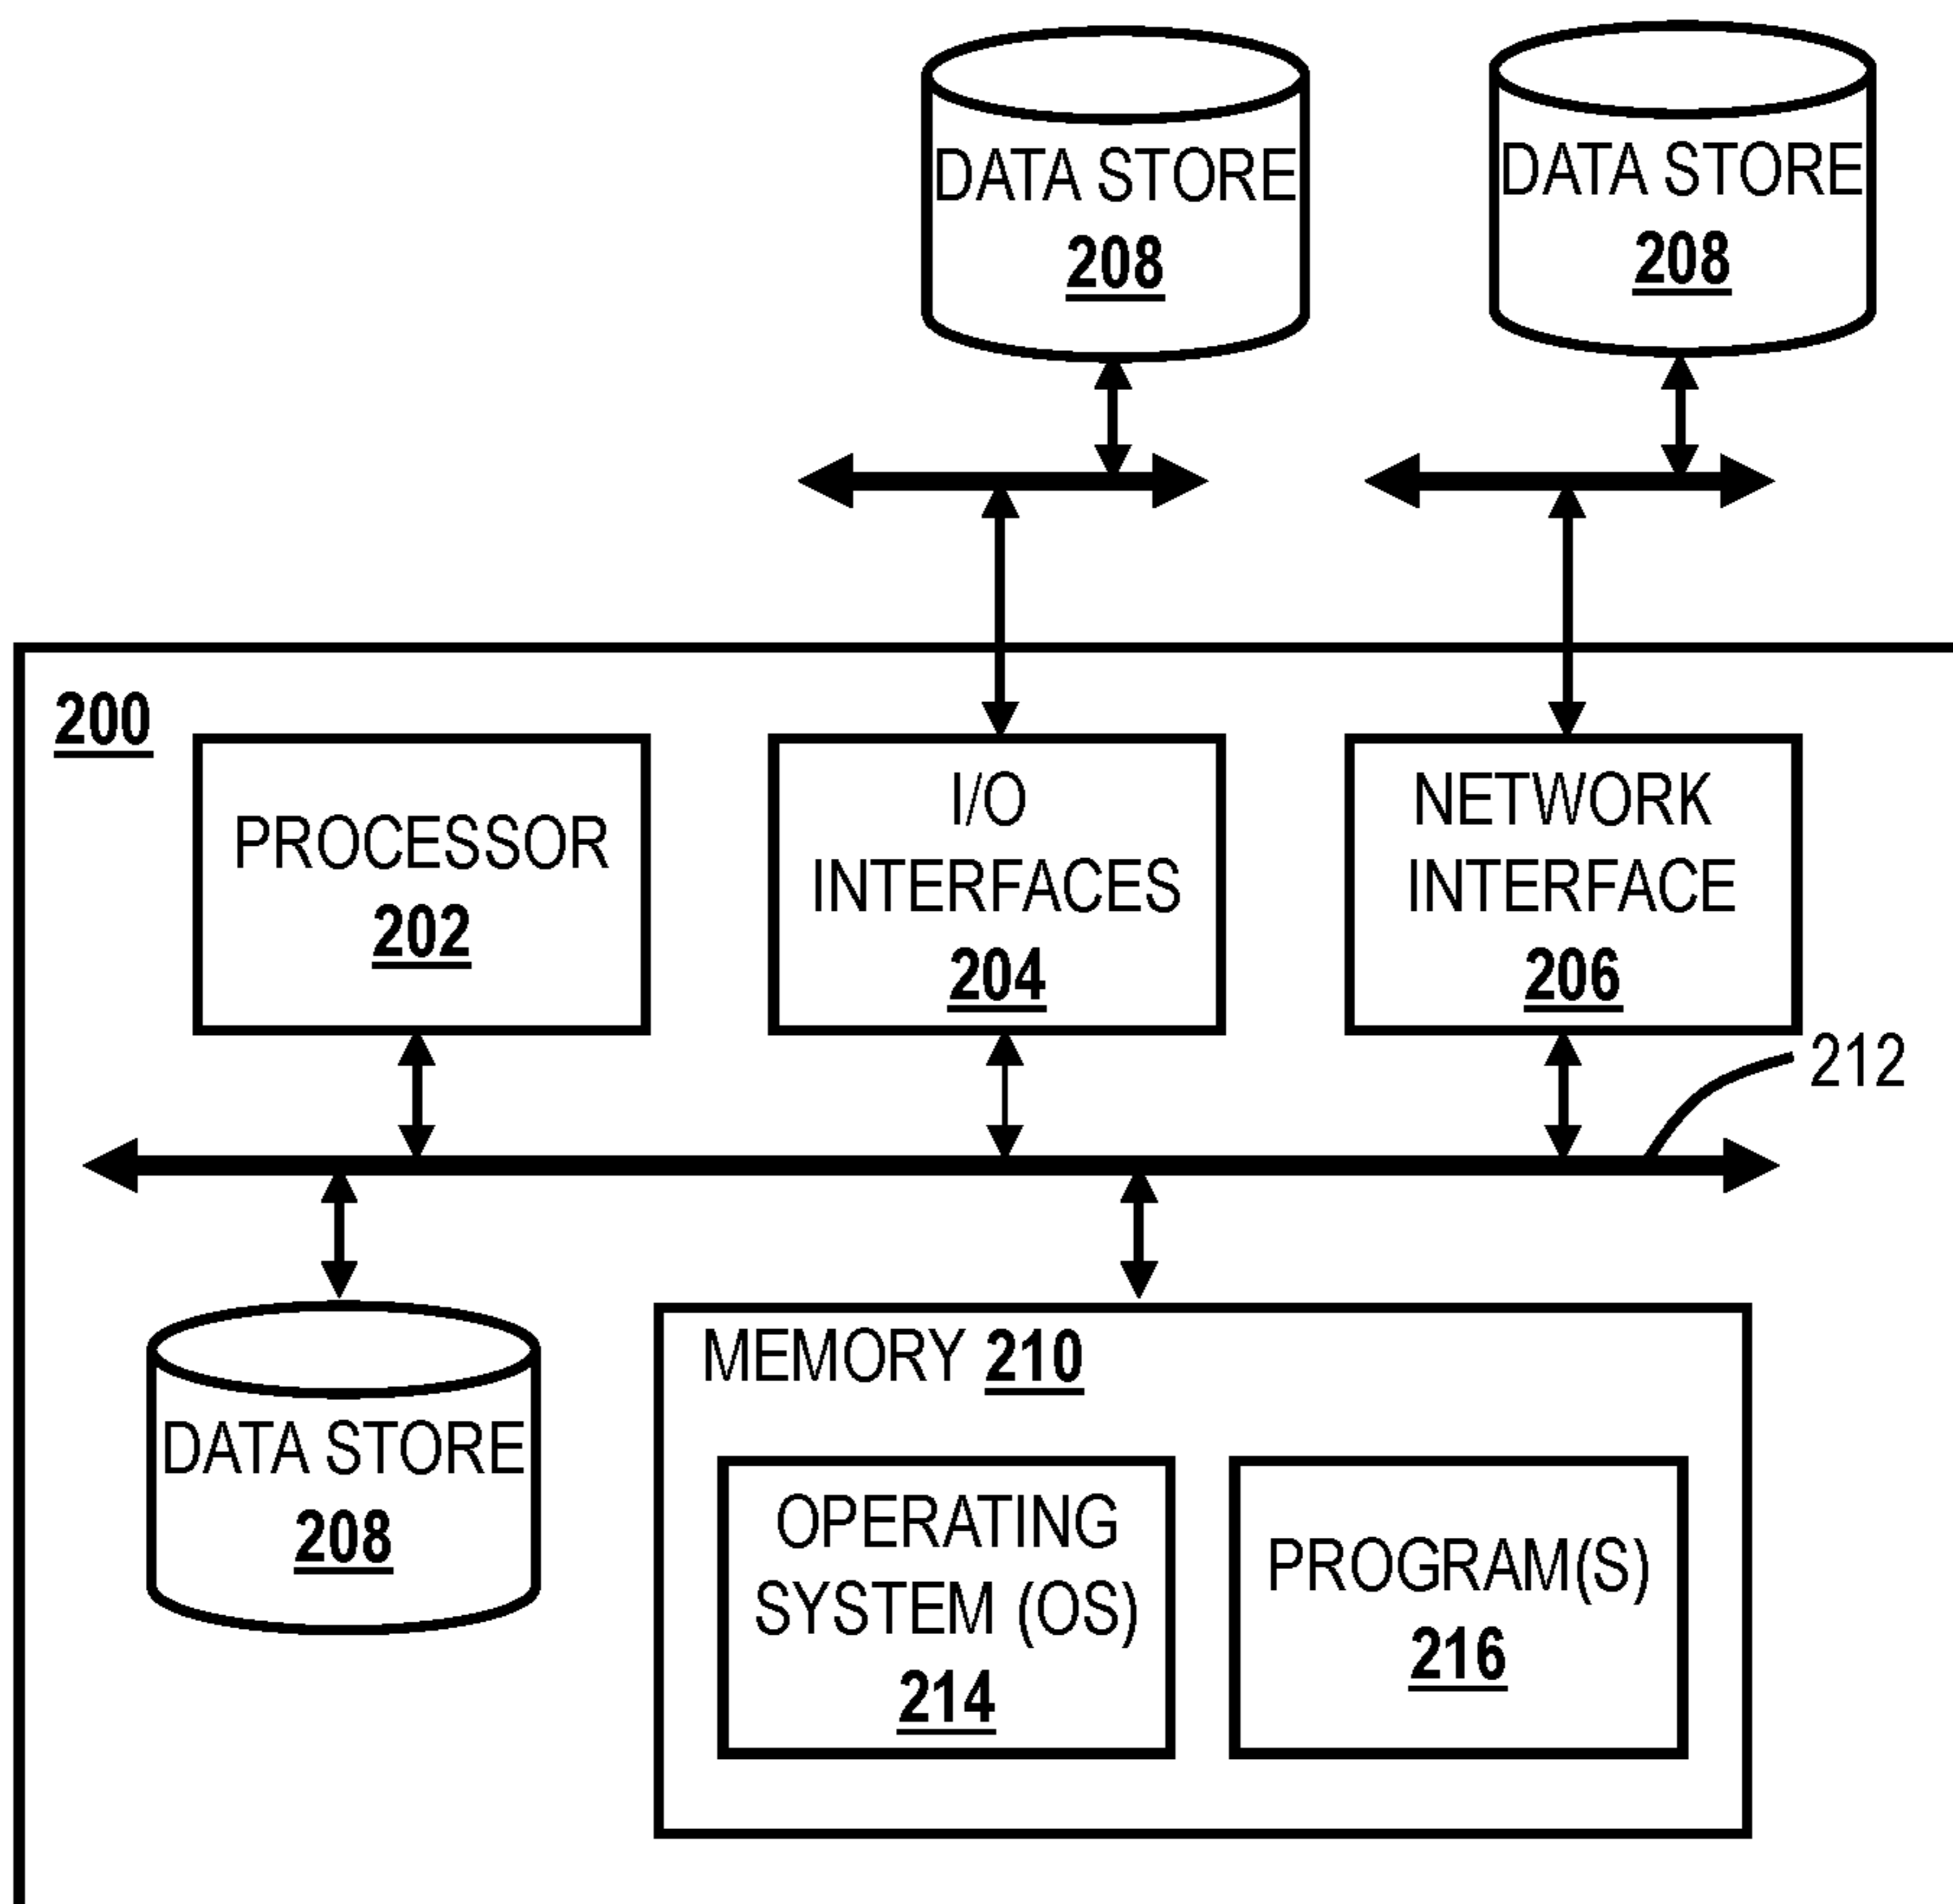 DATA STORE
208
DATA STORE
208
200
PROCESSOR
202
I/O
INTERFACES
204
NETWORK
INTERFACE
206
212
DATA STORE
208
MEMORY 210
OPERATING
SYSTEM (OS)
214
PROGRAM(S)
216